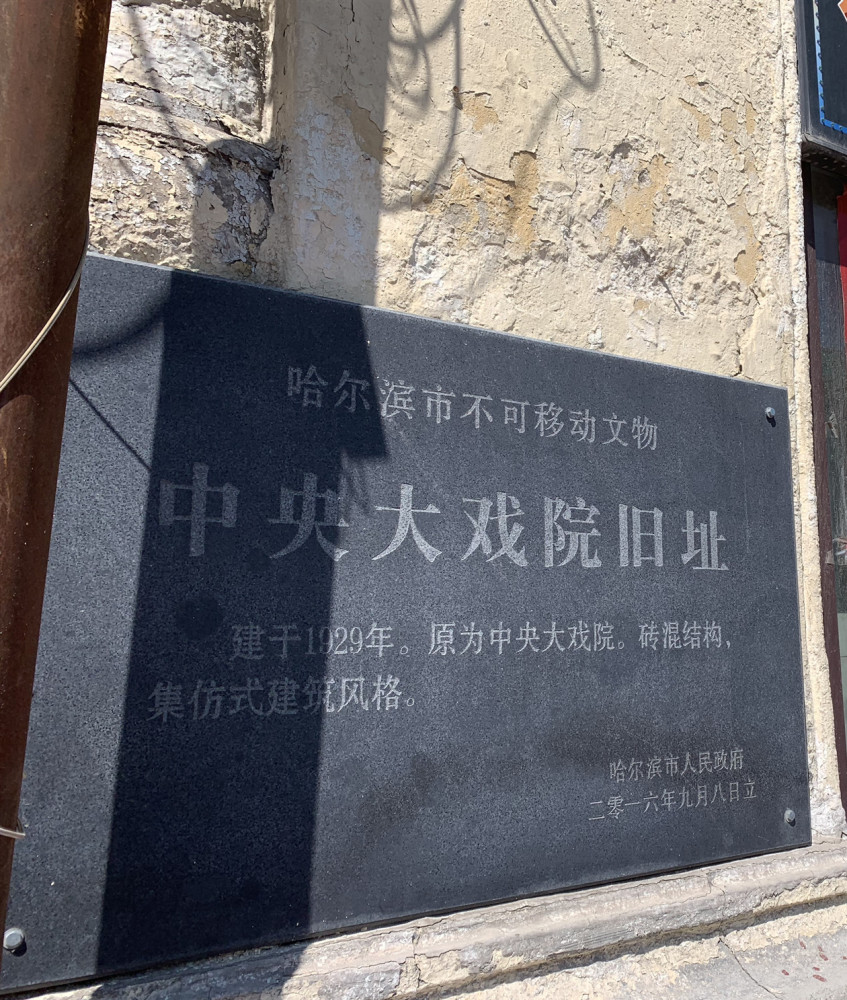 哈尔滨市不可移动文物
中央大戏院旧址
建于1929年。原为中央大戏院。砖混结构，
集仿式建筑风格。
哈尔滨市人民政府
二零一六年九月八日立